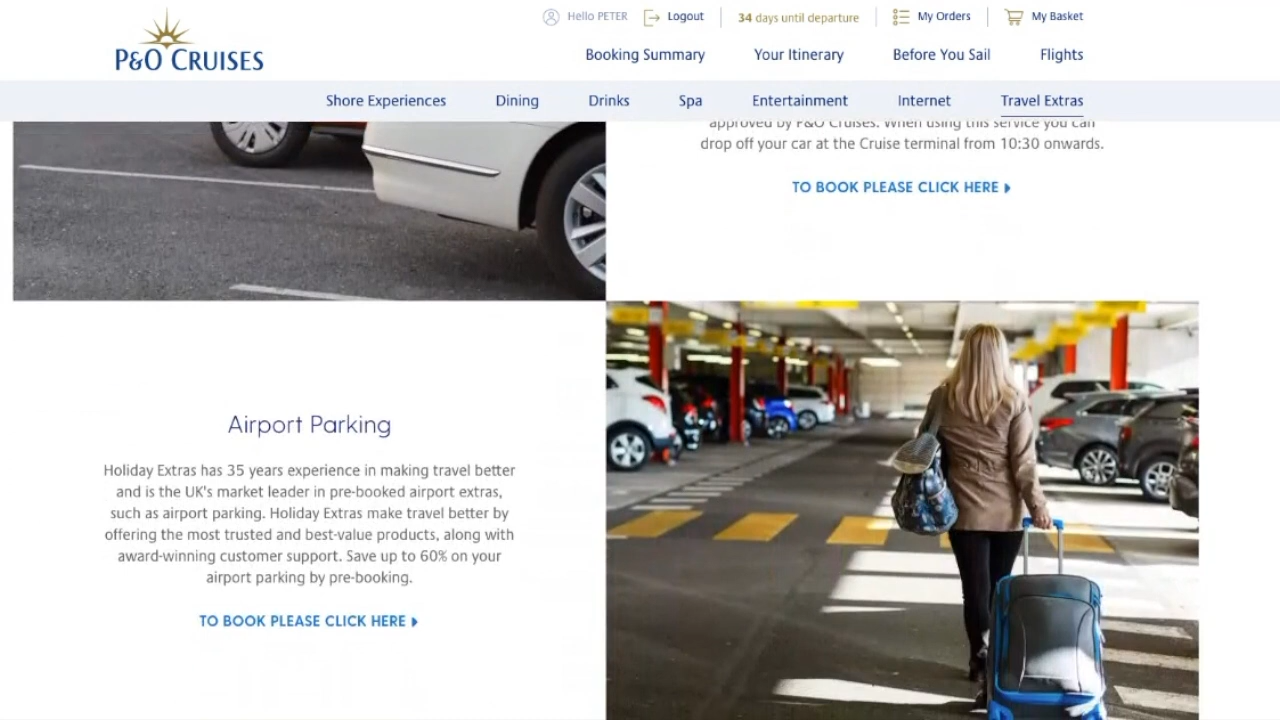 Hello PETER
Logout
34 days until departure
My Orders
My Basket
P&O CRUISES
Booking Summary
Your Itinerary
Before You Sail
Flights
Shore Experiences
Dining
Drinks
Spa
Entertainment
Internet
Travel Extras
approved by P&O Cruises. When using this service you can
drop off your car at the Cruise terminal from 10:30 onwards.
TO BOOK PLEASE CLICK HERE
Airport Parking
Holiday Extras has 35 years experience in making travel better
and is the UK's market leader in pre-booked airport extras,
such as airport parking. Holiday Extras make travel better by
offering the most trusted and best-value products, along with
award-winning customer support. Save up to 60% on your
airport parking by pre-booking.
TO BOOK PLEASE CLICK HERE